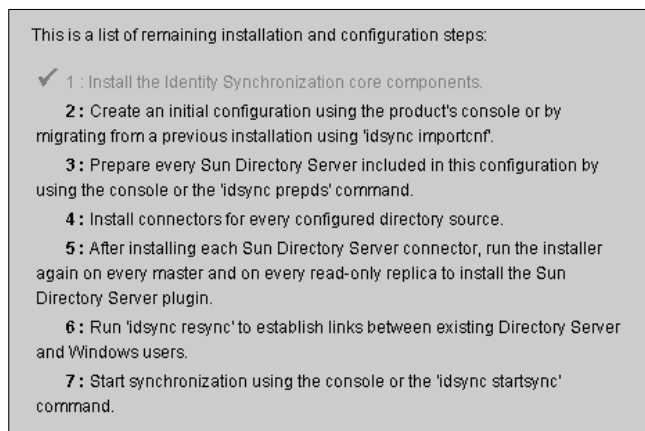 This is a list of remaining installation and configuration steps:
✔ 1 : Install the Identity Synchronization core components.
2 : Create an initial configuration using the product's console or by
migrating from a previous installation using 'idsync importcnf'.
3 : Prepare every Sun Directory Server included in this configuration by
using the console or the 'idsync prepds' command.
4 : Install connectors for every configured directory source.
5 : After installing each Sun Directory Server connector, run the installer
again on every master and on every read-only replica to install the Sun
Directory Server plugin.
6 : Run 'idsync resync' to establish links between existing Directory Server
and Windows users.
7 : Start synchronization using the console or the 'idsync startsync'
command.